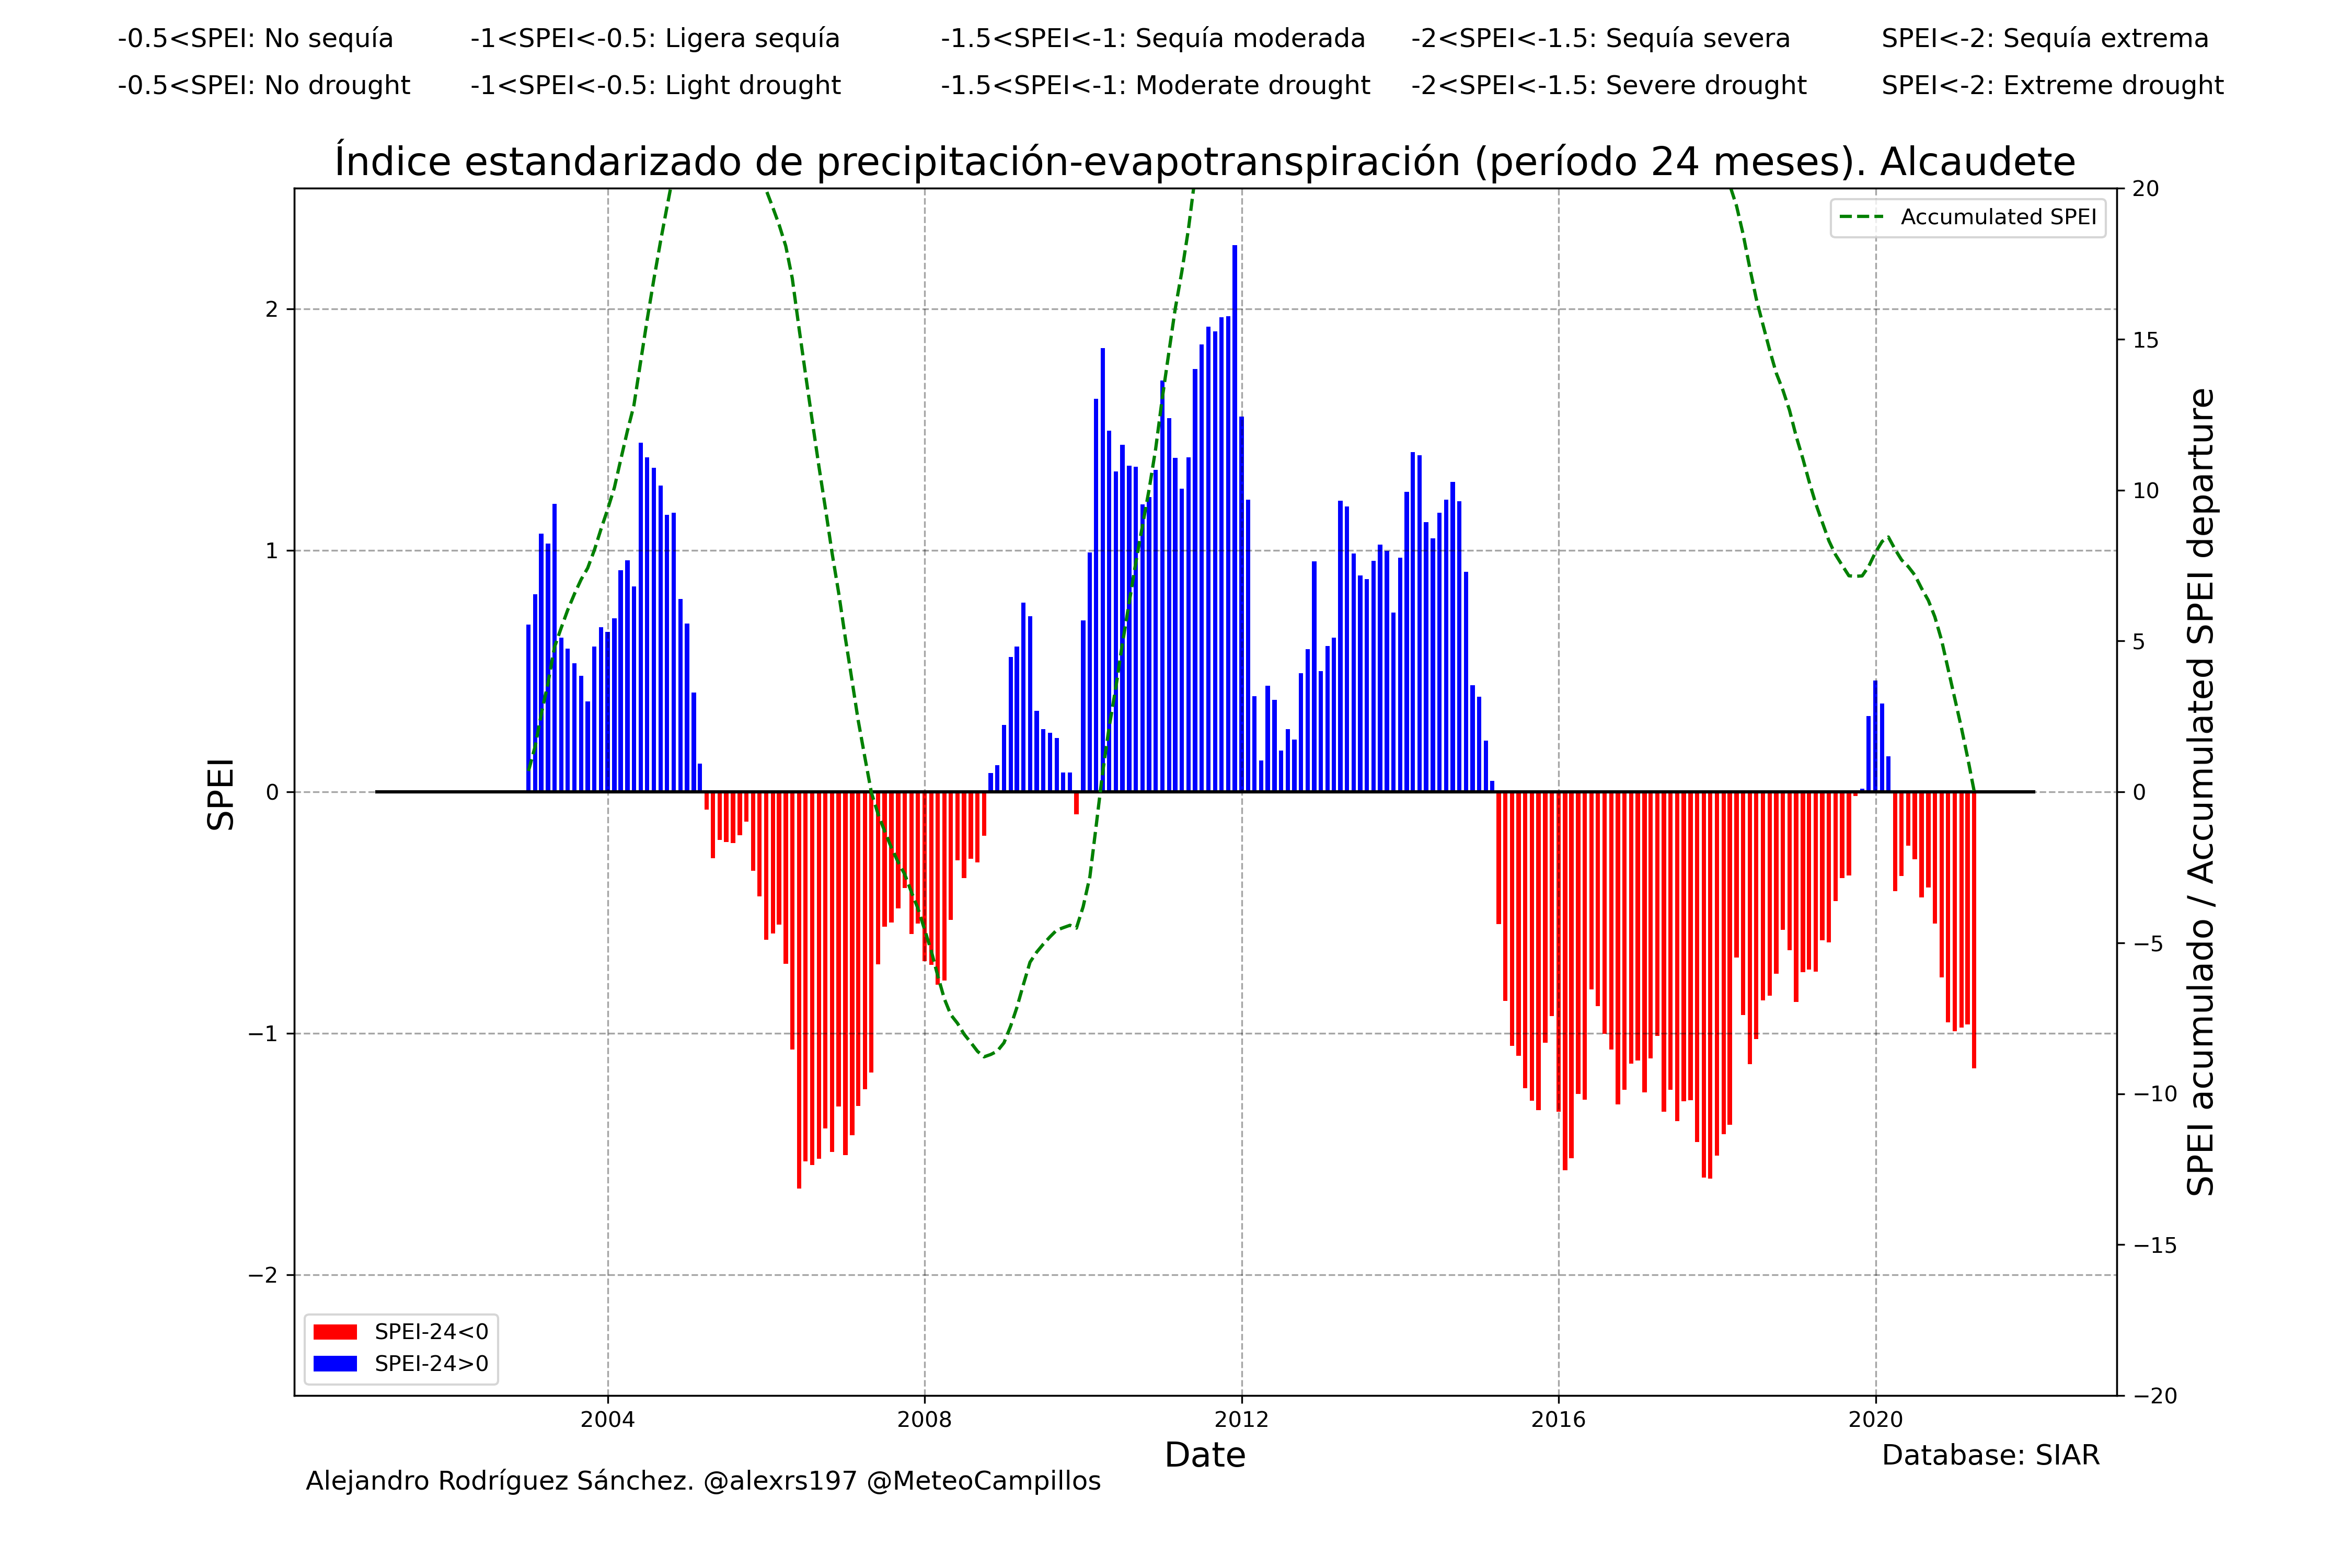 -0.5<SPEI: No sequía -1<SPEI<-0.5: Ligera sequía -1.5<SPEI<-1: Sequía moderada -2<SPEI<-1.5: Sequía severa SPEI<-2: Sequía extrema
-0.5<SPEI: No drought -1<SPEI<-0.5: Light drought -1.5<SPEI<-1: Moderate drought -2<SPEI<-1.5: Severe drought SPEI<-2: Extreme drought
Índice estandarizado de precipitación-evapotranspiración (período 24 meses). Alcaudete
Accumulated SPEI
SPEI
2
1
0
−1
−2
20
15
10
5
0
−5
−10
−15
−20
SPEI acumulado / Accumulated SPEI departure
SPEI-24<0
SPEI-24>0
2004 2008 2012 2016 2020
Date
Database: SIAR
Alejandro Rodríguez Sánchez. @alexrs197 @MeteoCampillos